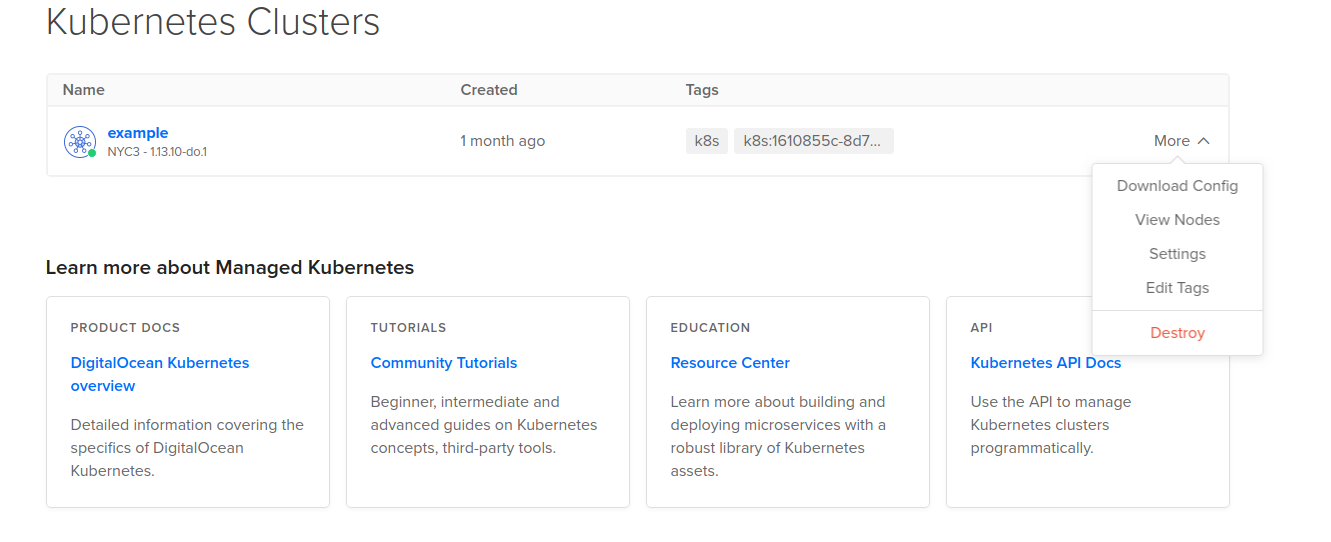 Kubernetes Clusters
Name Created Tags
example
NYC3 - 1.13.10-do.1
1 month ago
k8s k8s:1610855c-8d7...
More
Download Config
View Nodes
Settings
Edit Tags
Destroy
Learn more about Managed Kubernetes
PRODUCT DOCS
DigitalOcean Kubernetes
overview
Detailed information covering the
specifics of DigitalOcean
Kubernetes.
TUTORIALS
Community Tutorials
Beginner, intermediate and
advanced guides on Kubernetes
concepts, third-party tools.
EDUCATION
Resource Center
Learn more about building and
deploying microservices with a
robust library of Kubernetes
assets.
API
Kubernetes API Docs
Use the API to manage
Kubernetes clusters
programmatically.